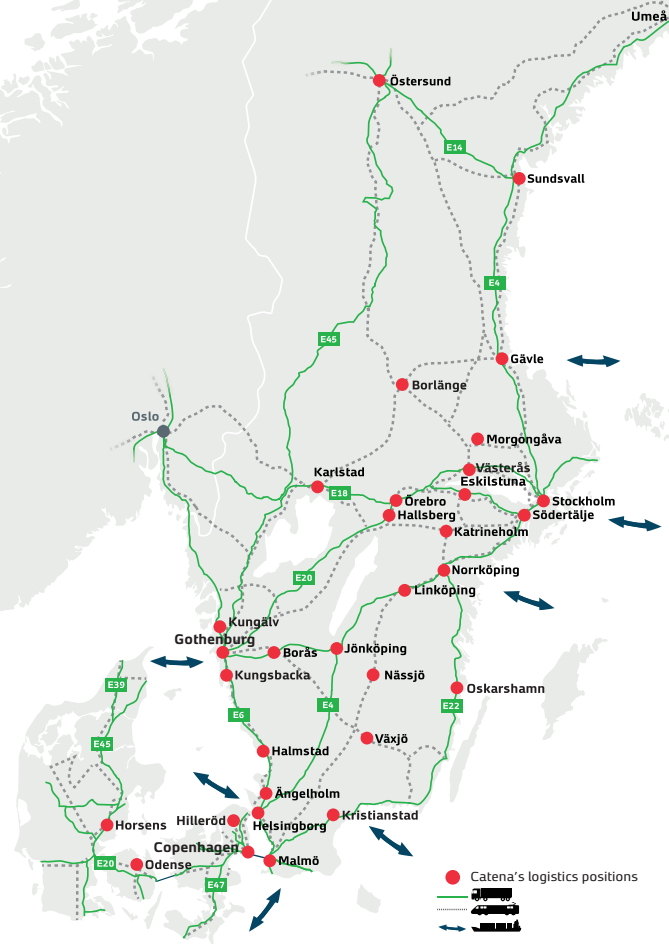 Umeå
Östersund
E14
Sundsvall
E4
E45
Gävle
Borlänge
Oslo
Morgongåva
Västerås
Karlstad
Eskilstuna
E18
Örebro
Stockholm
Hallsberg
Södertälje
Katrineholm
Norrköping
E20
Linköping
Kungälv
Gothenburg
Borås
Jönköping
Kungsbacka
Nässjö
E39
Oskarshamn
E4
E22
E6
Växjö
E45
Halmstad
Ängelholm
Hilleröd
Kristianstad
Horsens
Helsingborg
Copenhagen
Malmö
E20
Odense
E47
Catena's logistics positions